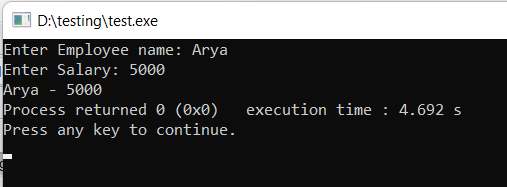 D:\testing\test.exe
Enter Employee name: Arya
Enter Salary: 5000
Arya - 5000
Process returned 0 (0x0)   execution time : 4.692 s
Press any key to continue.